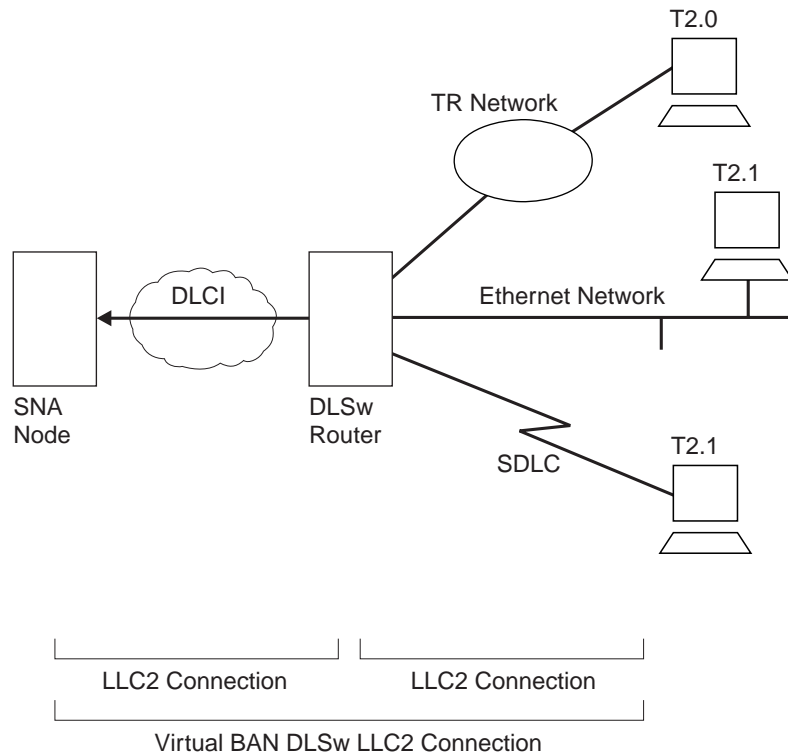 T2.0
TR Network
T2.1
DLCI
Ethernet Network
SNA
Node
DLSw
Router
T2.1
SDLC
LLC2 Connection
LLC2 Connection
Virtual BAN DLSw LLC2 Connection